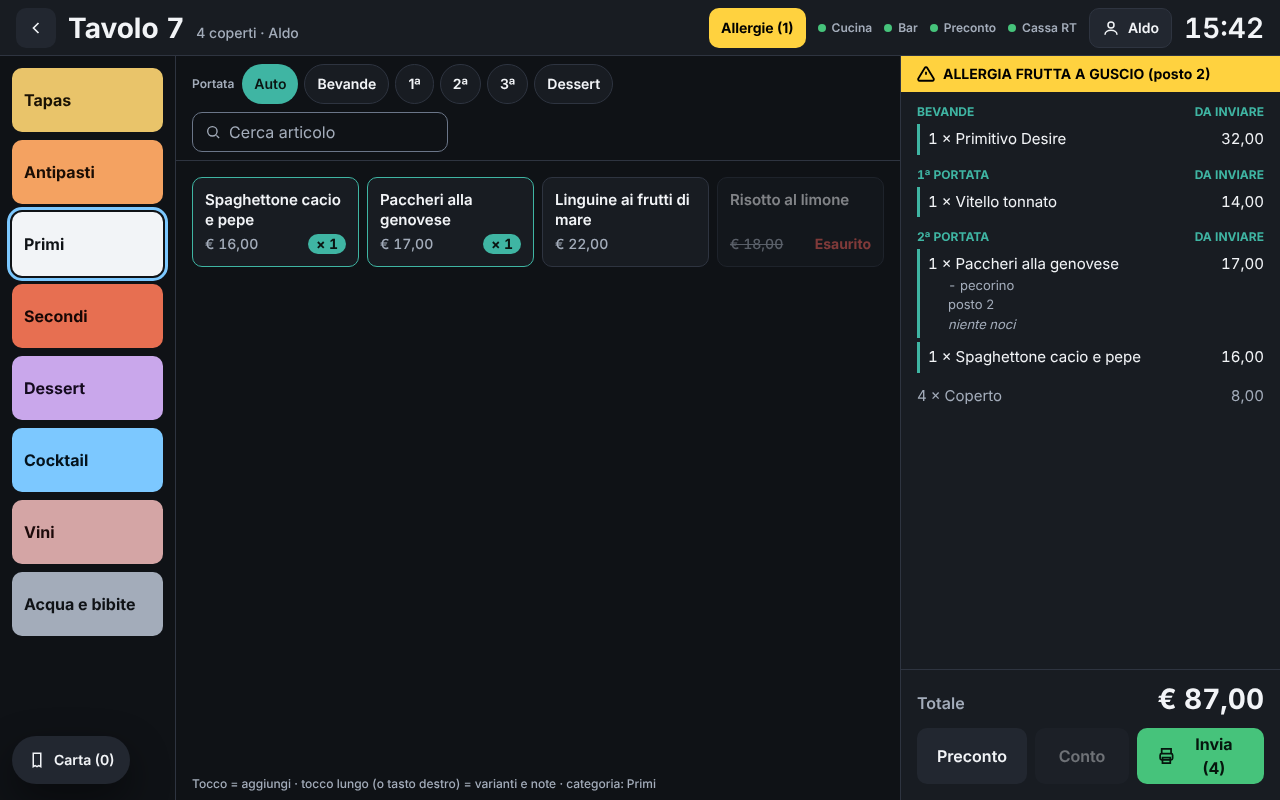 Tavolo 7
4 coperti · Aldo
Allergie (1)
Cucina
Bar
Preconto
Cassa RT
Aldo
15:42
Tapas
Antipasti
Primi
Secondi
Dessert
Cocktail
Vini
Acqua e bibite
Carta (0)
Portata
Auto
Bevande
1ª
2ª
3ª
Dessert
Cerca articolo
Spaghettone cacio
e pepe
€ 16,00
× 1
Paccheri alla
genovese
€ 17,00
× 1
Linguine ai frutti di
mare
€ 22,00
Risotto al limone
€ 18,00
Esaurito
Tocco = aggiungi · tocco lungo (o tasto destro) = varianti e note · categoria: Primi
ALLERGIA FRUTTA A GUSCIO (posto 2)
BEVANDE DA INVIARE
1 × Primitivo Desire 32,00
1ª PORTATA DA INVIARE
1 × Vitello tonnato 14,00
2ª PORTATA DA INVIARE
1 × Paccheri alla genovese 17,00
- pecorino
posto 2
niente noci
1 × Spaghettone cacio e pepe 16,00
4 × Coperto 8,00
Totale € 87,00
Preconto
Conto
Invia
(4)